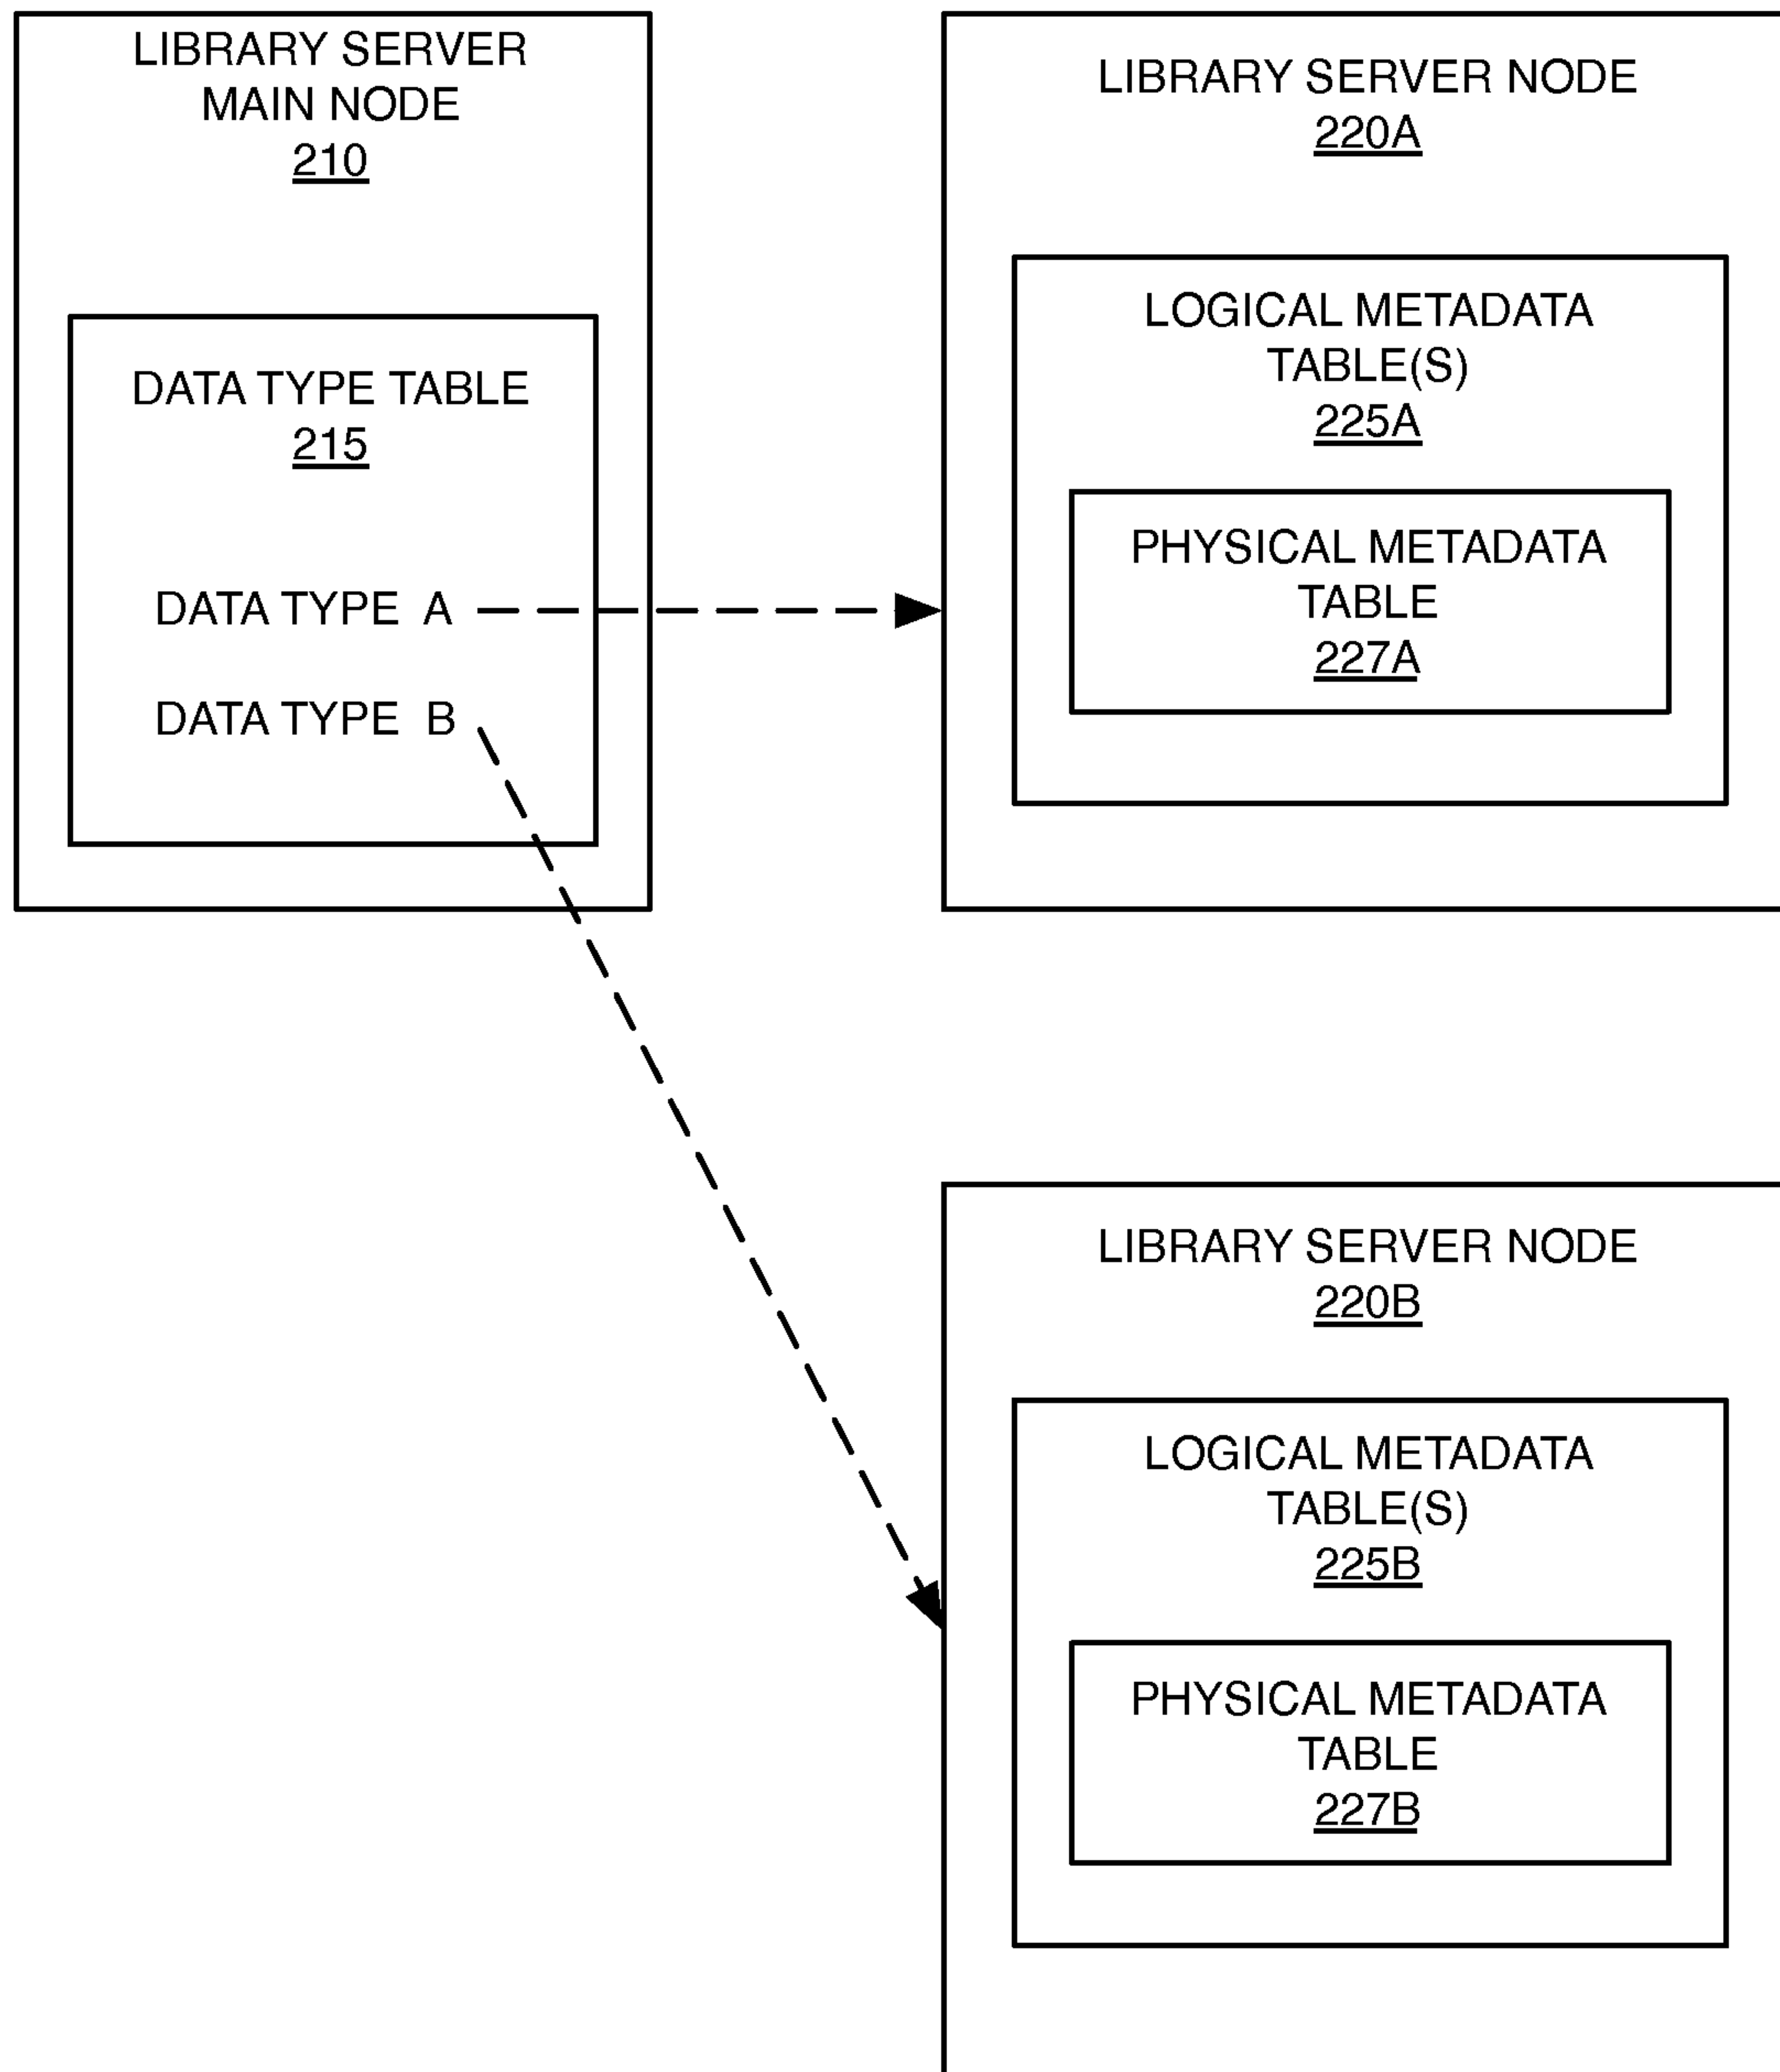 LIBRARY SERVER
MAIN NODE
210
DATA TYPE TABLE
215
DATA TYPE A
DATA TYPE B
LIBRARY SERVER NODE
220A
LOGICAL METADATA
TABLE(S)
225A
PHYSICAL METADATA
TABLE
227A
LIBRARY SERVER NODE
220B
LOGICAL METADATA
TABLE(S)
225B
PHYSICAL METADATA
TABLE
227B